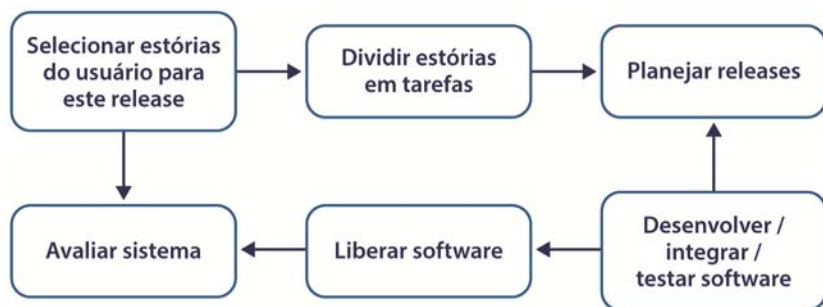 Selecionar estórias
do usuário para
este release
Dividir estórias
em tarefas
Planejar releases
Avaliar sistema
Liberar software
Desenvolver /
integrar /
testar software